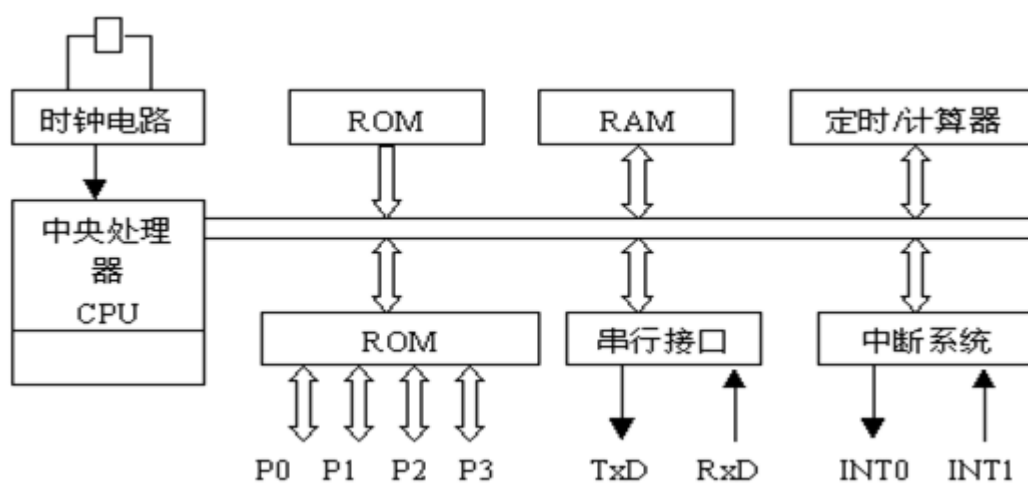 时钟电路
ROM
RAM
定时/计算器
中央处理
器
CPU
ROM
串行接口
中断系统
P0 P1 P2 P3 TxD RxD INT0 INT1